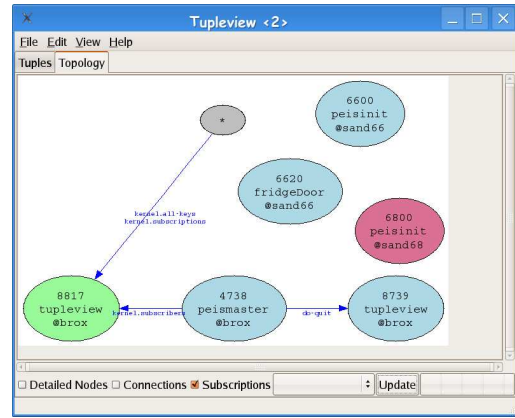 Tupleview <2>
File Edit View Help
Tuples Topology
*
6600
peisinit
@sand66
6620
fridgeDoor
@sand66
6800
peisinit
@sand68
kernel.all-keys
kernel.subscriptions
8817
tupleview
@brox
kernel.subscribers
4738
peismaster
@brox
do-quit
8739
tupleview
@brox
Detailed Nodes Connections Subscriptions Update